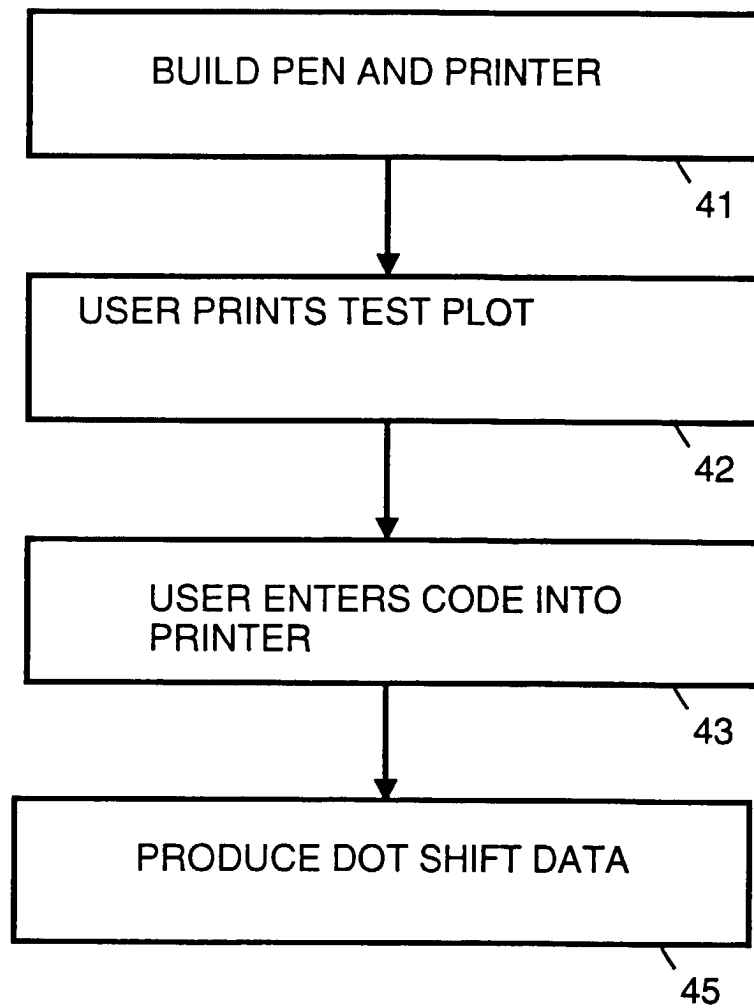 BUILD PEN AND PRINTER
41
USER PRINTS TEST PLOT
42
USER ENTERS CODE INTO
PRINTER
43
PRODUCE DOT SHIFT DATA
45